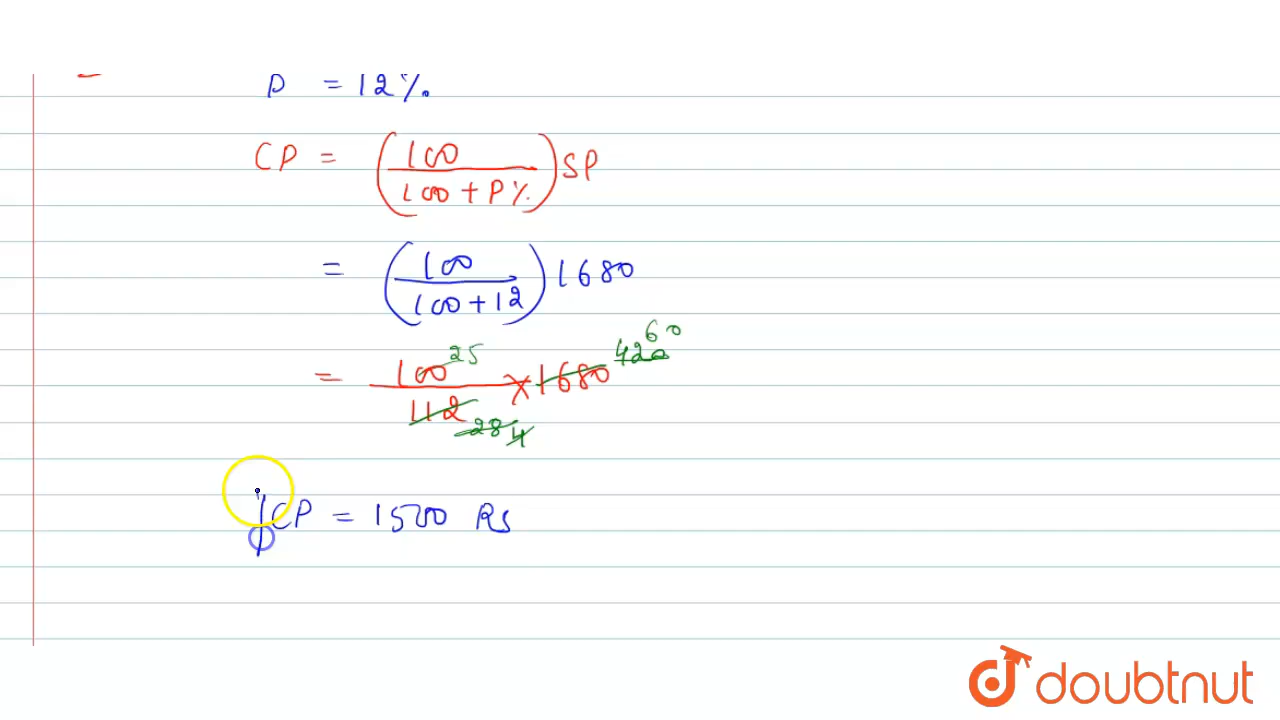 P = 12%.
CP = (100/(100 + P%)) SP
= (100/(100 + 12)) 1680
= 100 25/112 28 4 × 1680 420 60
CP = 1500 Rs
doubtnut